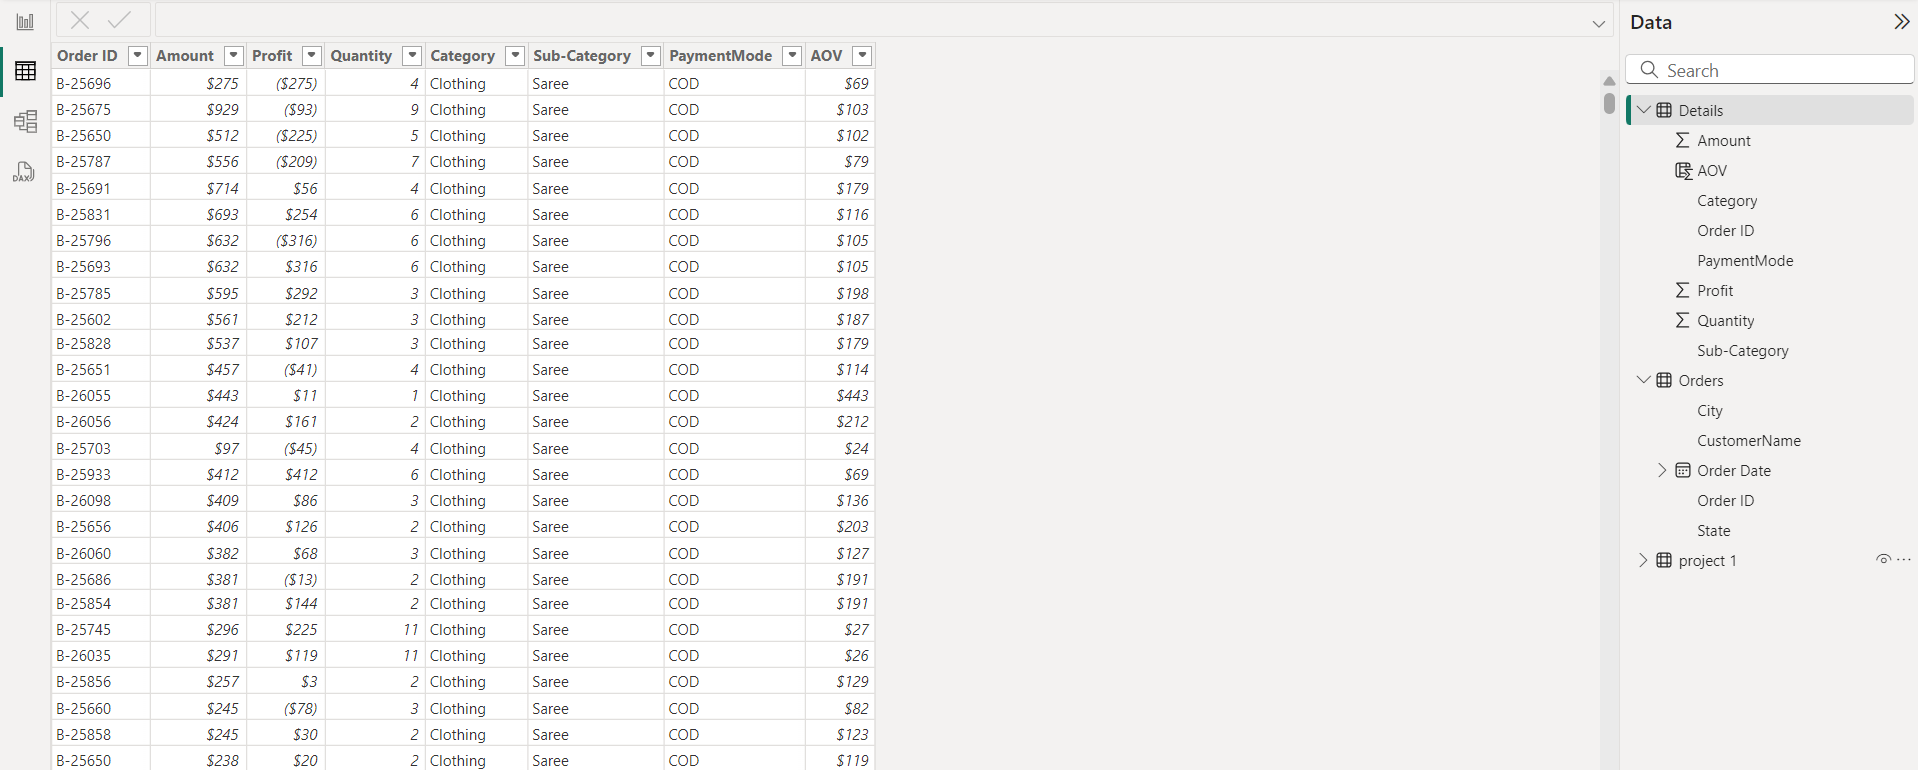 Order ID Amount Profit Quantity Category Sub-Category PaymentMode AOV
B-25696 $275 ($275) 4 Clothing Saree COD $69
B-25675 $929 ($93) 9 Clothing Saree COD $103
B-25650 $512 ($225) 5 Clothing Saree COD $102
B-25787 $556 ($209) 7 Clothing Saree COD $79
B-25691 $714 $56 4 Clothing Saree COD $179
B-25831 $693 $254 6 Clothing Saree COD $116
B-25796 $632 ($316) 6 Clothing Saree COD $105
B-25693 $632 $316 6 Clothing Saree COD $105
B-25785 $595 $292 3 Clothing Saree COD $198
B-25602 $561 $212 3 Clothing Saree COD $187
B-25828 $537 $107 3 Clothing Saree COD $179
B-25651 $457 ($41) 4 Clothing Saree COD $114
B-26055 $443 $11 1 Clothing Saree COD $443
B-26056 $424 $161 2 Clothing Saree COD $212
B-25703 $97 ($45) 4 Clothing Saree COD $24
B-25933 $412 $412 6 Clothing Saree COD $69
B-26098 $409 $86 3 Clothing Saree COD $136
B-25656 $406 $126 2 Clothing Saree COD $203
B-26060 $382 $68 3 Clothing Saree COD $127
B-25686 $381 ($13) 2 Clothing Saree COD $191
B-25854 $381 $144 2 Clothing Saree COD $191
B-25745 $296 $225 11 Clothing Saree COD $27
B-26035 $291 $119 11 Clothing Saree COD $26
B-25856 $257 $3 2 Clothing Saree COD $129
B-25660 $245 ($78) 3 Clothing Saree COD $82
B-25858 $245 $30 2 Clothing Saree COD $123
B-25650 $238 $20 2 Clothing Saree COD $119
DAX
Data
Search
Details
Amount
AOV
Category
Order ID
PaymentMode
Profit
Quantity
Sub-Category
Orders
City
CustomerName
Order Date
Order ID
State
project 1